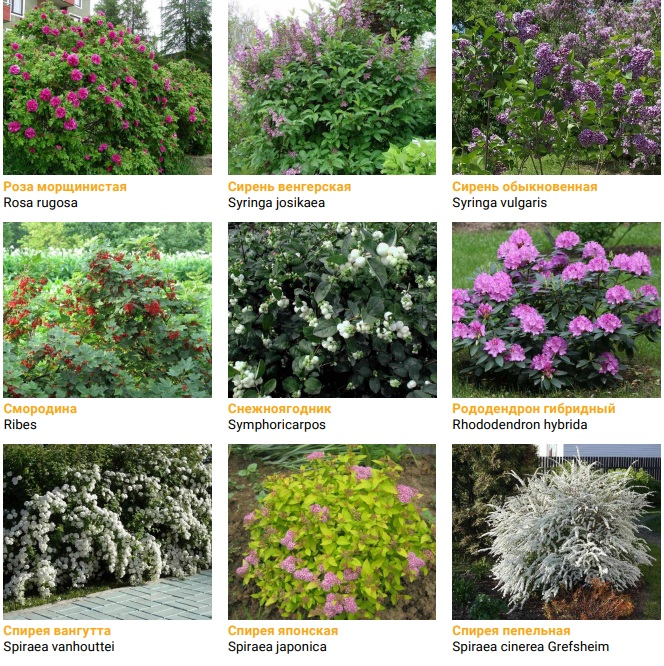 Роза морщинистая
Rosa rugosa
Сирень венгерская
Syringa josikaea
Сирень обыкновенная
Syringa vulgaris
Смородина
Ribes
Снежноягодник
Symphoricarpos
Рододендрон гибридный
Rhododendron hybrida
Спирея вангутта
Spiraea vanhouttei
Спирея японская
Spiraea japonica
Спирея пепельная
Spiraea cinerea Grefsheim